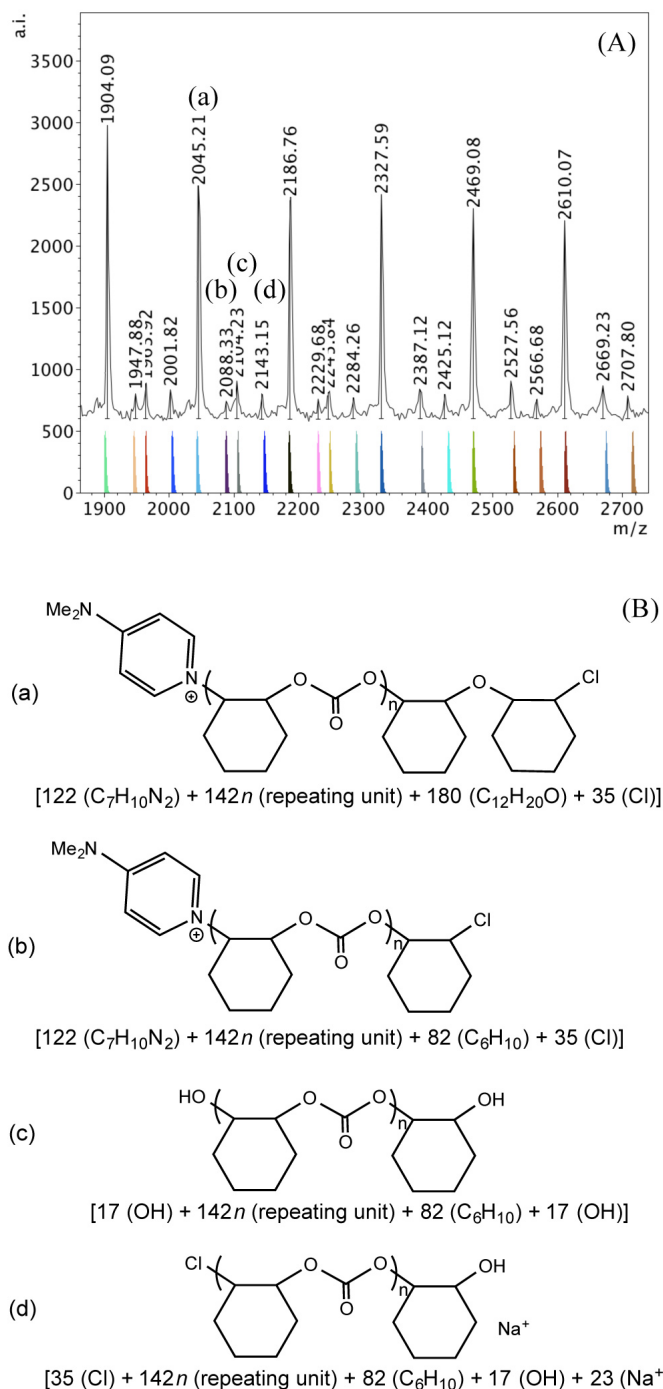 a.i.
(A)
3500
3000
2500
2000
1500
1000
500
0
1904.09
1947.88
1963.92
2001.82
(a)
2045.21
(b)
2088.33
(c)
2104.23
(d)
2143.15
2186.76
2229.68
2284.26
2327.59
2387.12
2425.12
2469.08
2527.56
2566.68
2610.07
2669.23
2707.80
1900 2000 2100 2200 2300 2400 2500 2600 2700
m/z
(B)
Me2N
N
⊕
O
O
O
n
O
Cl
(a)
[122 (C7H10N2) + 142n (repeating unit) + 180 (C12H20O) + 35 (Cl)]
Me2N
N
⊕
O
O
O
n
Cl
(b)
[122 (C7H10N2) + 142n (repeating unit) + 82 (C6H10) + 35 (Cl)]
HO
O
O
O
n
OH
(c)
[17 (OH) + 142n (repeating unit) + 82 (C6H10) + 17 (OH)]
Cl
O
O
O
n
OH
Na+
(d)
[35 (Cl) + 142n (repeating unit) + 82 (C6H10) + 17 (OH) + 23 (Na+